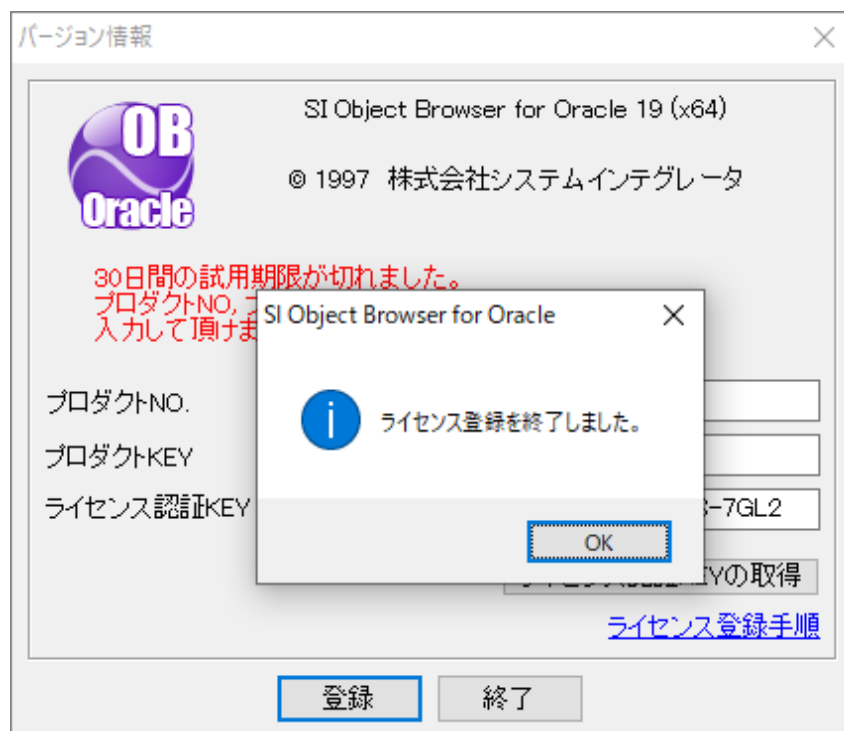 バージョン情報
OB
Oracle
SI Object Browser for Oracle 19 (x64)
© 1997 株式会社システムインテグレータ
30日間の試用期限が切れました。
プロダクトNO,
入力して頂けま
SI Object Browser for Oracle
ライセンス登録を終了しました。
OK
プロダクトNO.
プロダクトKEY
ライセンス認証KEY
-7GL2
KEYの取得
ライセンス登録手順
登録
終了